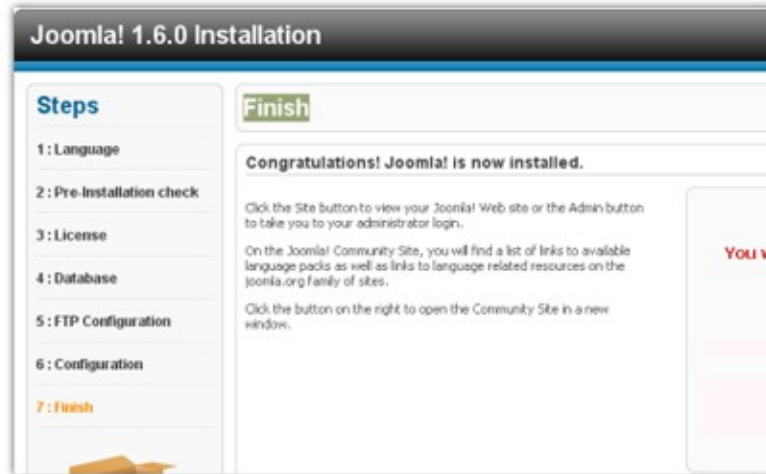 Joomla! 1.6.0 Installation
Steps
1 : Language
2 : Pre-Installation check
3 : License
4 : Database
5 : FTP Configuration
6 : Configuration
7 : Finish
Finish
Congratulations! Joomla! is now installed.
Click the Site button to view your Joomla! Web site or the Admin button
to take you to your administrator login.
On the Joomla! Community Site, you will find a list of links to available
language packs as well as links to language related resources on the
joomla.org family of sites.
Click the button on the right to open the Community Site in a new
window.
You